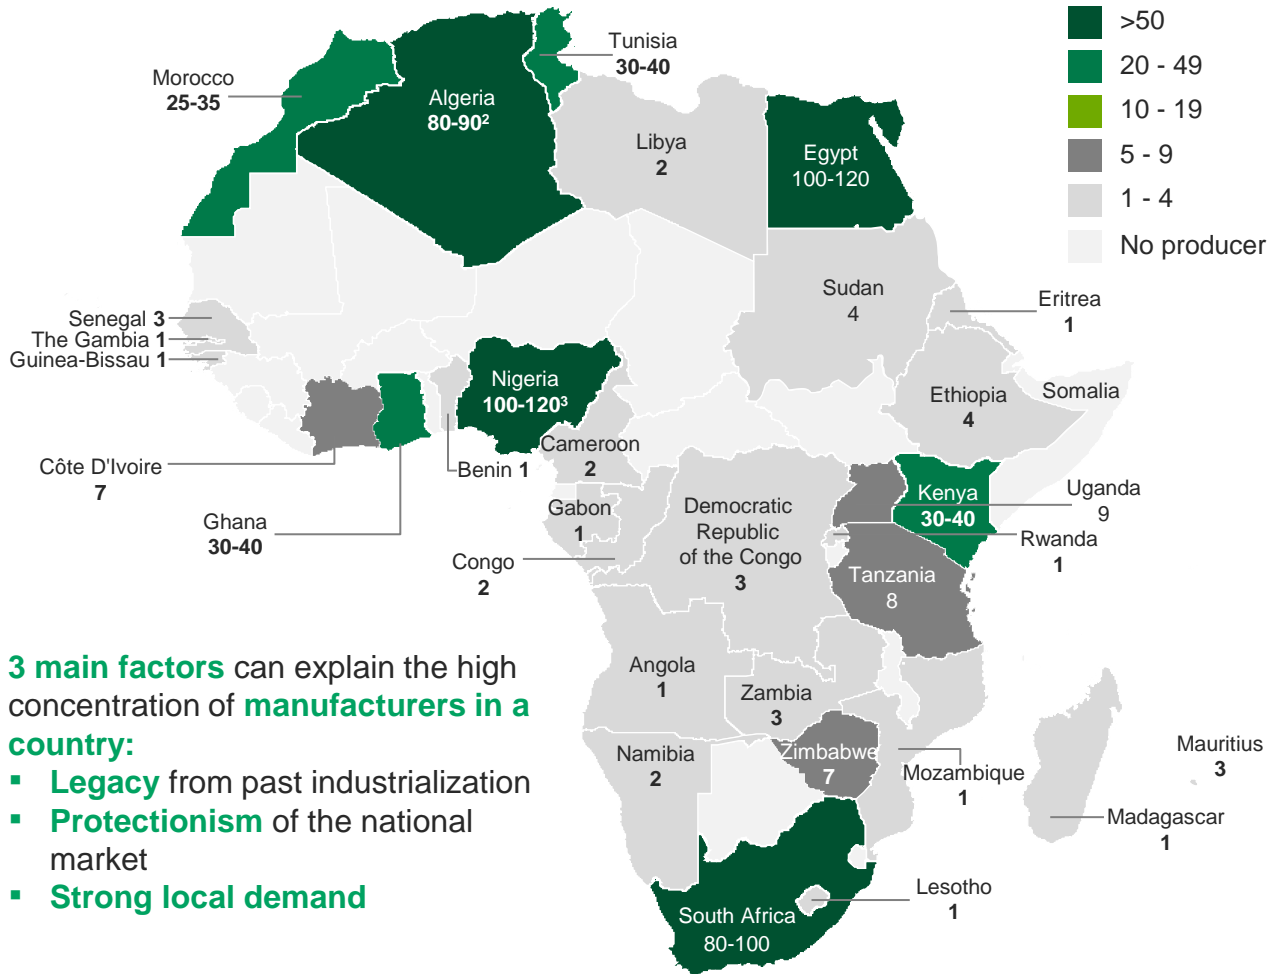 >50
20 - 49
10 - 19
5 - 9
1 - 4
No producer
Tunisia
30-40
Morocco
25-35
Algeria
80-90²
Libya
2
Egypt
100-120
Sudan
4
Eritrea
1
Senegal 3
The Gambia 1
Guinea-Bissau 1
Nigeria
100-120³
Ethiopia
4
Somalia
Cameroon
2
Benin 1
Côte D'Ivoire
7
Ghana
30-40
Gabon
1
Congo
2
Democratic
Republic
of the Congo
3
Kenya
30-40
Uganda
9
Rwanda
1
Tanzania
8
Angola
1
Zambia
3
Namibia
2
Zimbabwe
7
Mozambique
1
Mauritius
3
Madagascar
1
Lesotho
1
South Africa
80-100
3 main factors can explain the high
concentration of manufacturers in a
country:
▪ Legacy from past industrialization
▪ Protectionism of the national
market
▪ Strong local demand